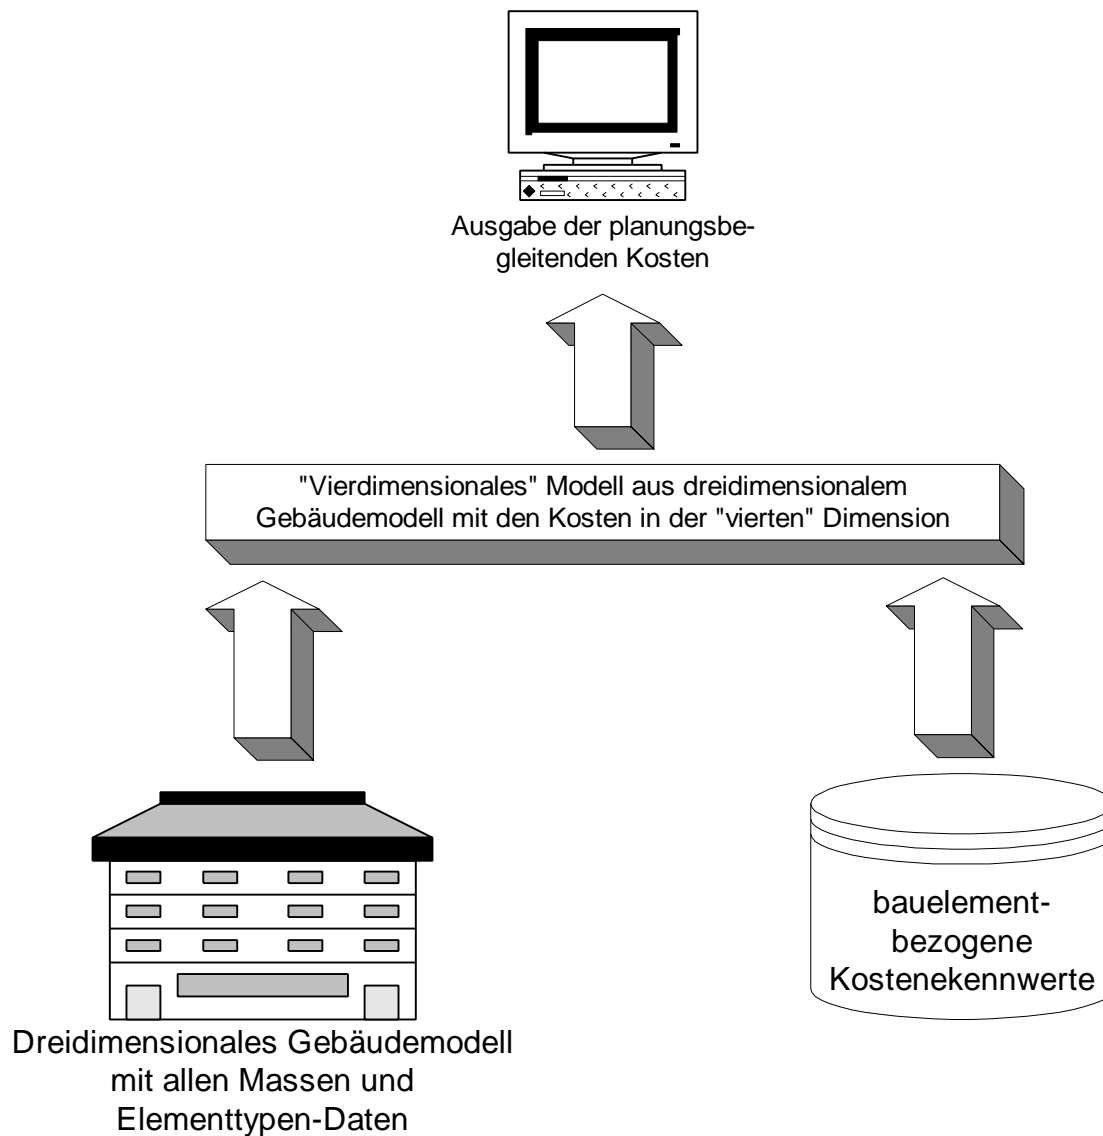 Ausgabe der planungsbe-
gleitenden Kosten
"Vierdimensionales" Modell aus dreidimensionalem
Gebäudemodell mit den Kosten in der "vierten" Dimension
bauelement-
bezogene
Kostenekennwerte
Dreidimensionales Gebäudemodell
mit allen Massen und
Elementtypen-Daten